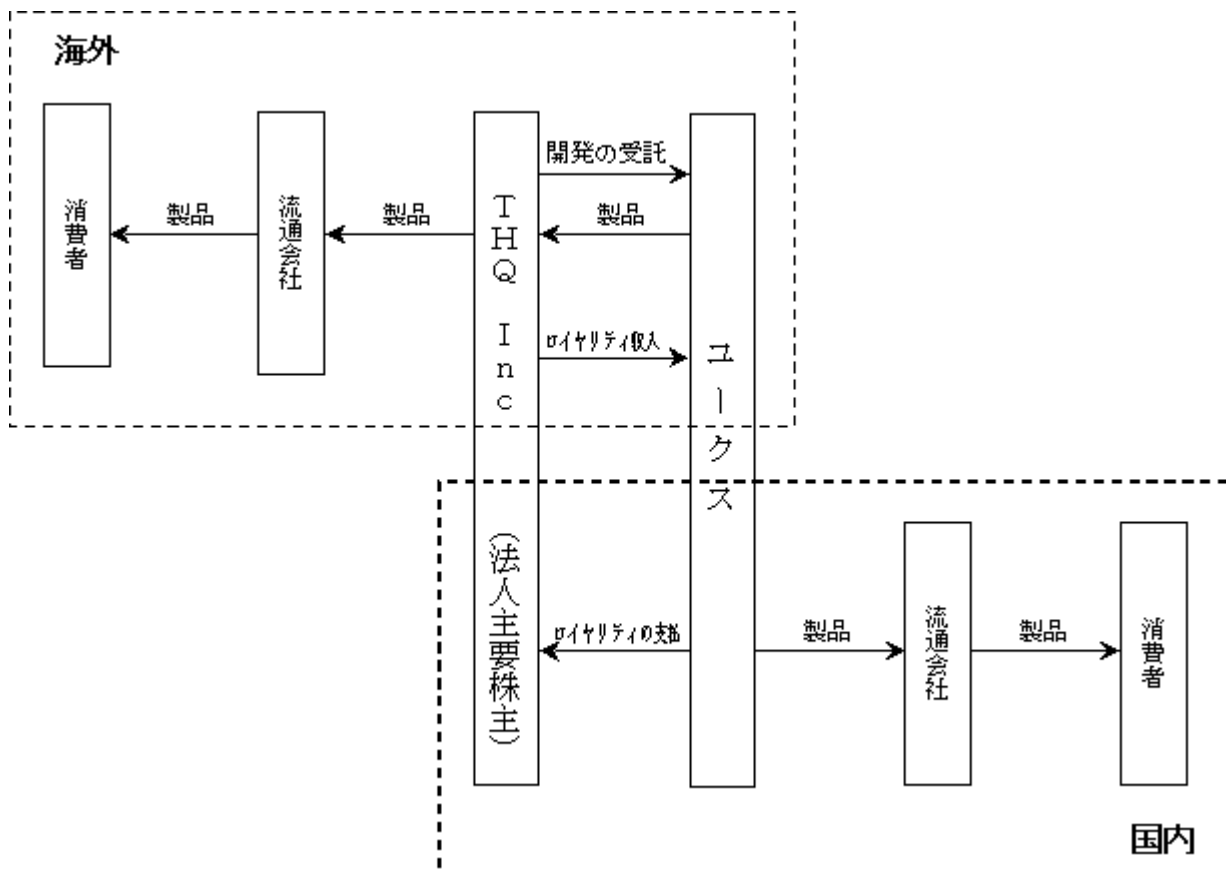 海外
開発の受託
消費者
製品
流通会社
製品
THQ Inc
製品
ロイヤリティ収入
ユークス
(法人主要株主)
ロイヤリティの支払
製品
流通会社
製品
消費者
国内